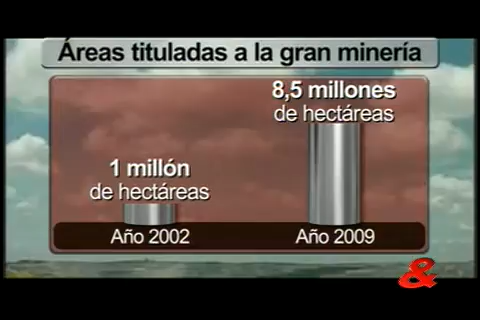 Áreas tituladas a la gran minería
8,5 millones
de hectáreas
1 millón
de hectáreas
Año 2002
Año 2009
&